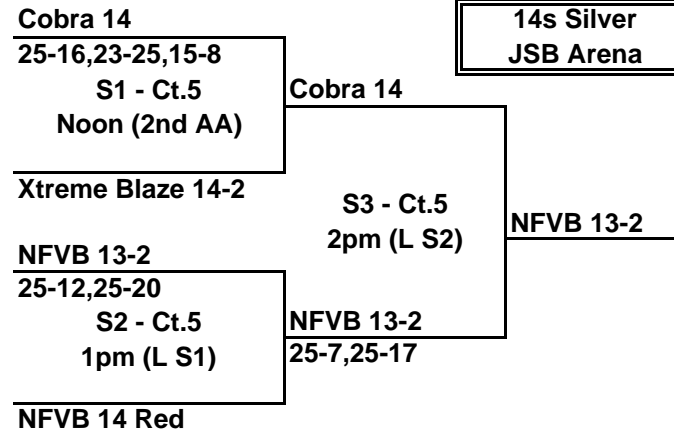 Cobra 14
14s Silver
JSB Arena
25-16,23-25,15-8
S1 - Ct.5
Noon (2nd AA)
Cobra 14
Xtreme Blaze 14-2
S3 - Ct.5
2pm (L S2)
NFVB 13-2
NFVB 13-2
25-12,25-20
S2 - Ct.5
1pm (L S1)
NFVB 13-2
25-7,25-17
NFVB 14 Red